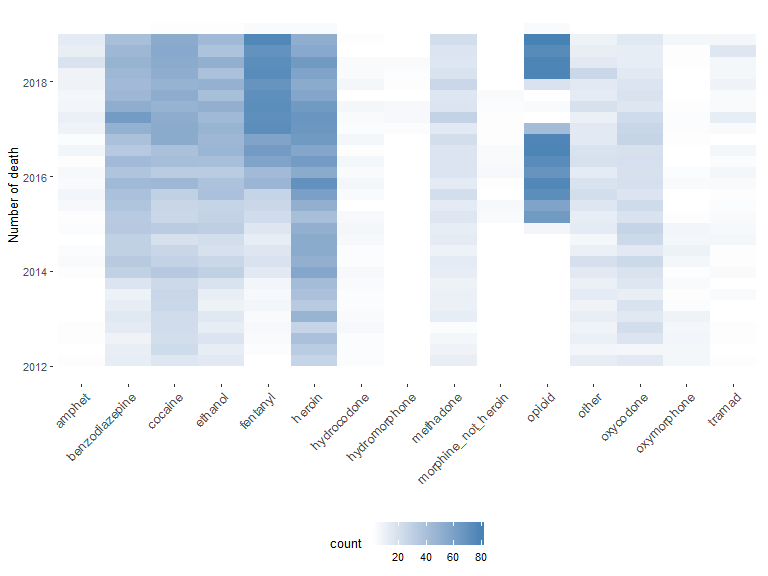 Number of death
2018
2016
2014
2012
amphet
benzodiazepine
cocaine
ethanol
fentanyl
heroin
hydrocodone
hydromorphone
methadone
morphine_not_heroin
opioid
other
oxycodone
oxymorphone
tramad
count
20 40 60 80